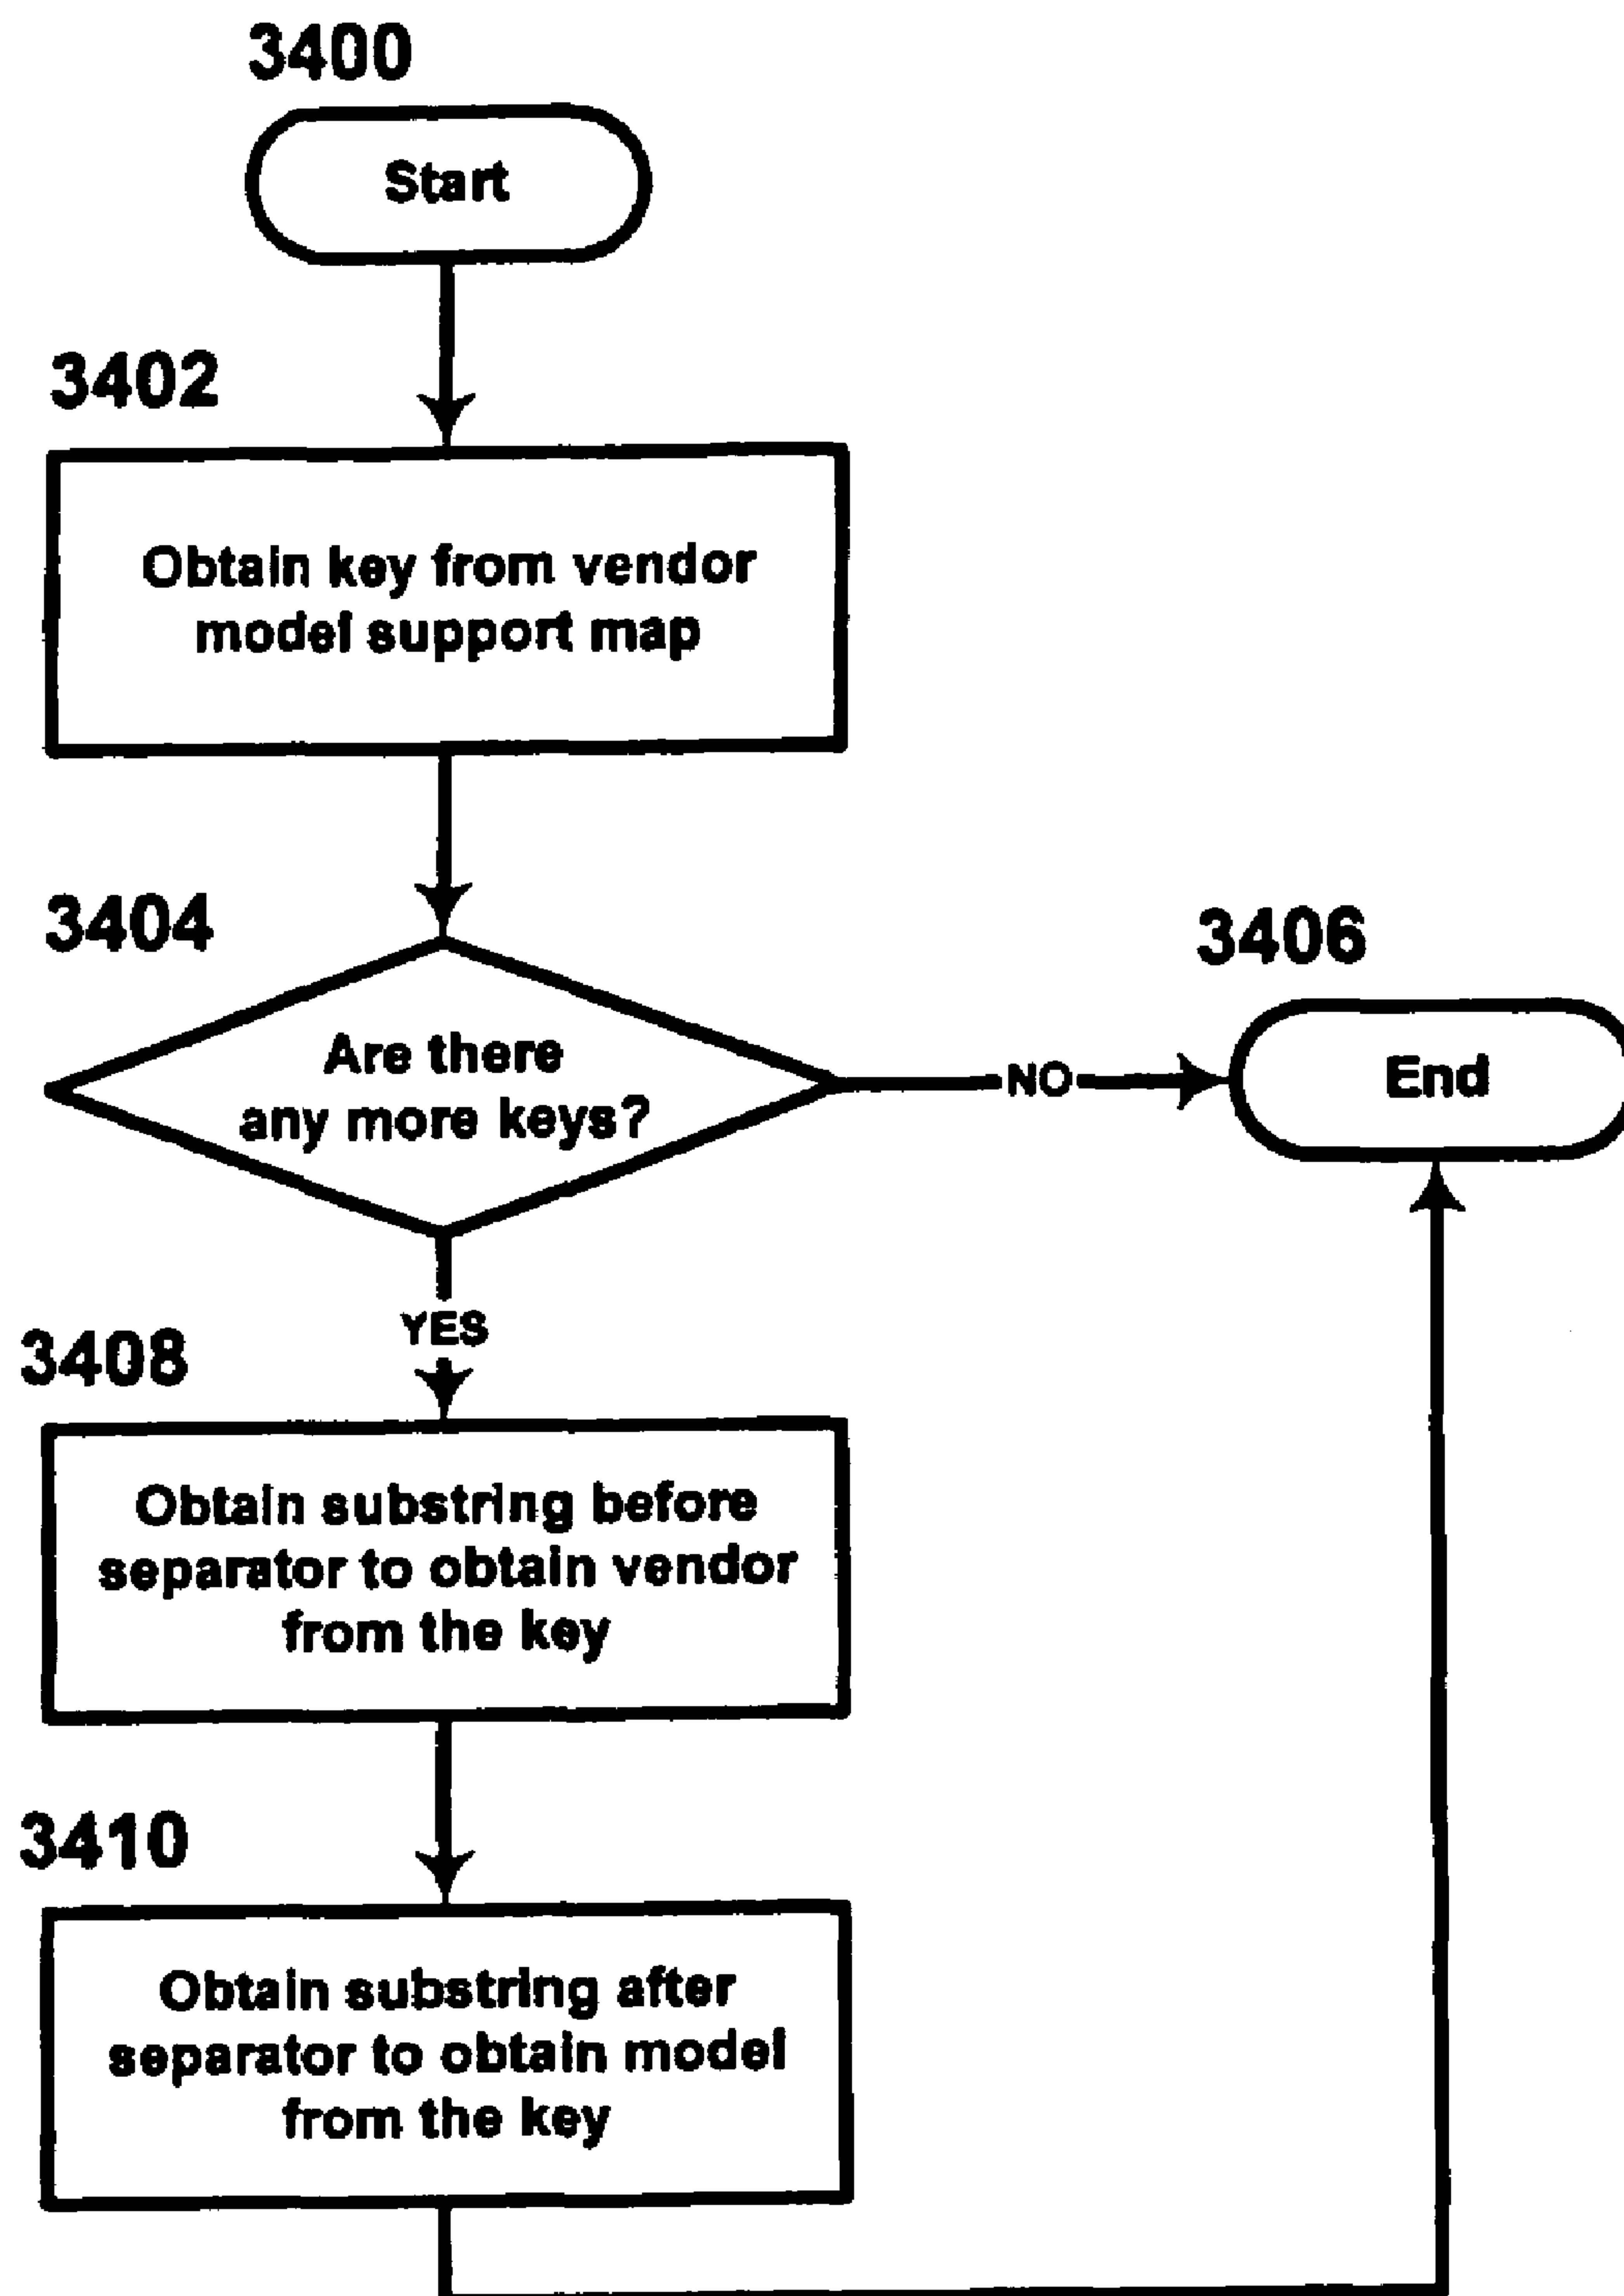 3400
Start
3402
Obtain key from vendor
model support map
3404
Are there
any more keys?
NO
3406
End
YES
3408
Obtain substring before
separator to obtain vendor
from the key
3410
Obtain substring after
separator to obtain model
from the key